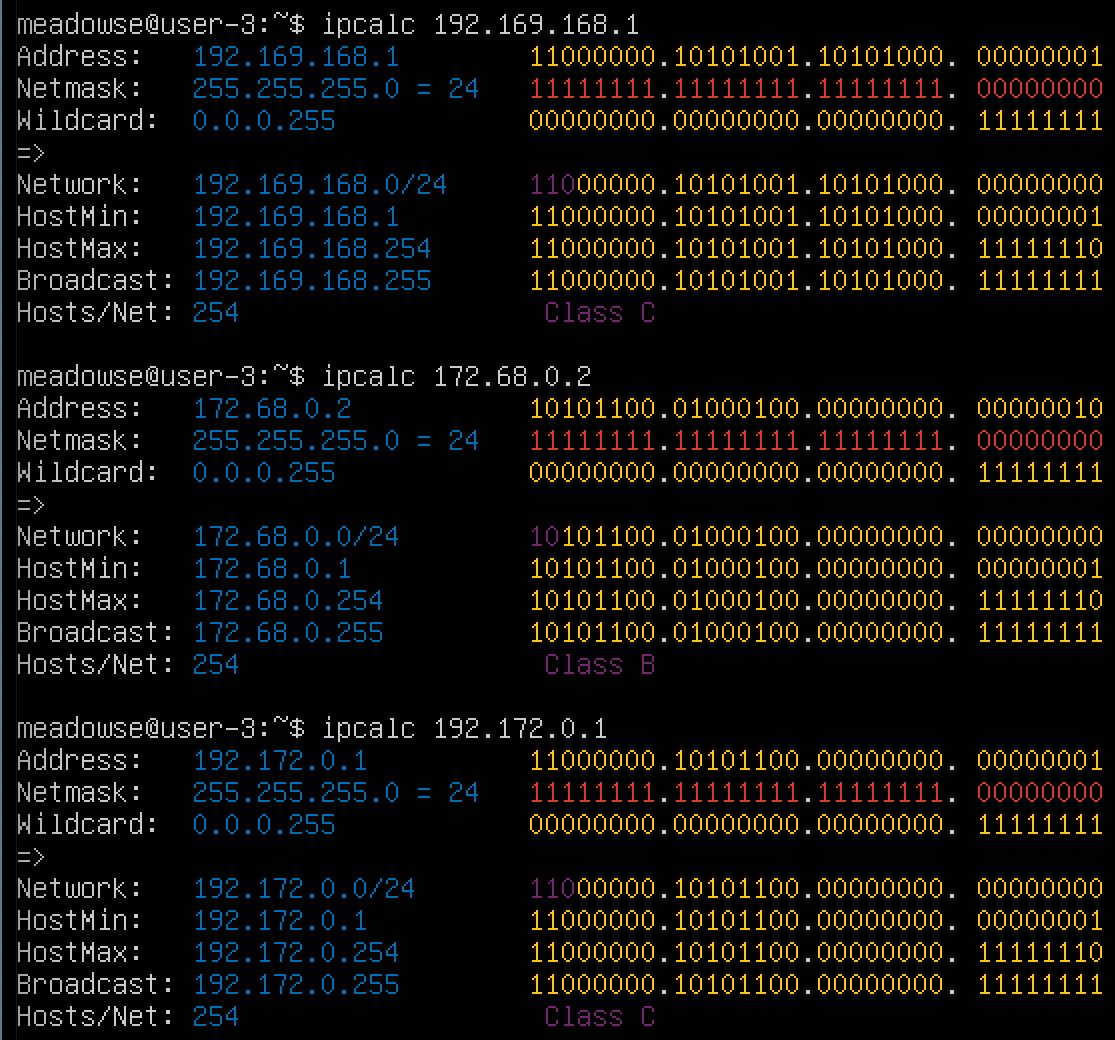 meadowse@user-3:~$ ipcalc 192.169.168.1
Address:   192.169.168.1        11000000.10101001.10101000. 00000001
Netmask:   255.255.255.0 = 24   11111111.11111111.11111111. 00000000
Wildcard:  0.0.0.255            00000000.00000000.00000000. 11111111
=>
Network:   192.169.168.0/24     11000000.10101001.10101000. 00000000
HostMin:   192.169.168.1        11000000.10101001.10101000. 00000001
HostMax:   192.169.168.254      11000000.10101001.10101000. 11111110
Broadcast: 192.169.168.255      11000000.10101001.10101000. 11111111
Hosts/Net: 254                   Class C
meadowse@user-3:~$ ipcalc 172.68.0.2
Address:   172.68.0.2           10101100.01000100.00000000. 00000010
Netmask:   255.255.255.0 = 24   11111111.11111111.11111111. 00000000
Wildcard:  0.0.0.255            00000000.00000000.00000000. 11111111
=>
Network:   172.68.0.0/24        10101100.01000100.00000000. 00000000
HostMin:   172.68.0.1           10101100.01000100.00000000. 00000001
HostMax:   172.68.0.254         10101100.01000100.00000000. 11111110
Broadcast: 172.68.0.255         10101100.01000100.00000000. 11111111
Hosts/Net: 254                   Class B
meadowse@user-3:~$ ipcalc 192.172.0.1
Address:   192.172.0.1          11000000.10101100.00000000. 00000001
Netmask:   255.255.255.0 = 24   11111111.11111111.11111111. 00000000
Wildcard:  0.0.0.255            00000000.00000000.00000000. 11111111
=>
Network:   192.172.0.0/24       11000000.10101100.00000000. 00000000
HostMin:   192.172.0.1          11000000.10101100.00000000. 00000001
HostMax:   192.172.0.254        11000000.10101100.00000000. 11111110
Broadcast: 192.172.0.255        11000000.10101100.00000000. 11111111
Hosts/Net: 254                   Class C